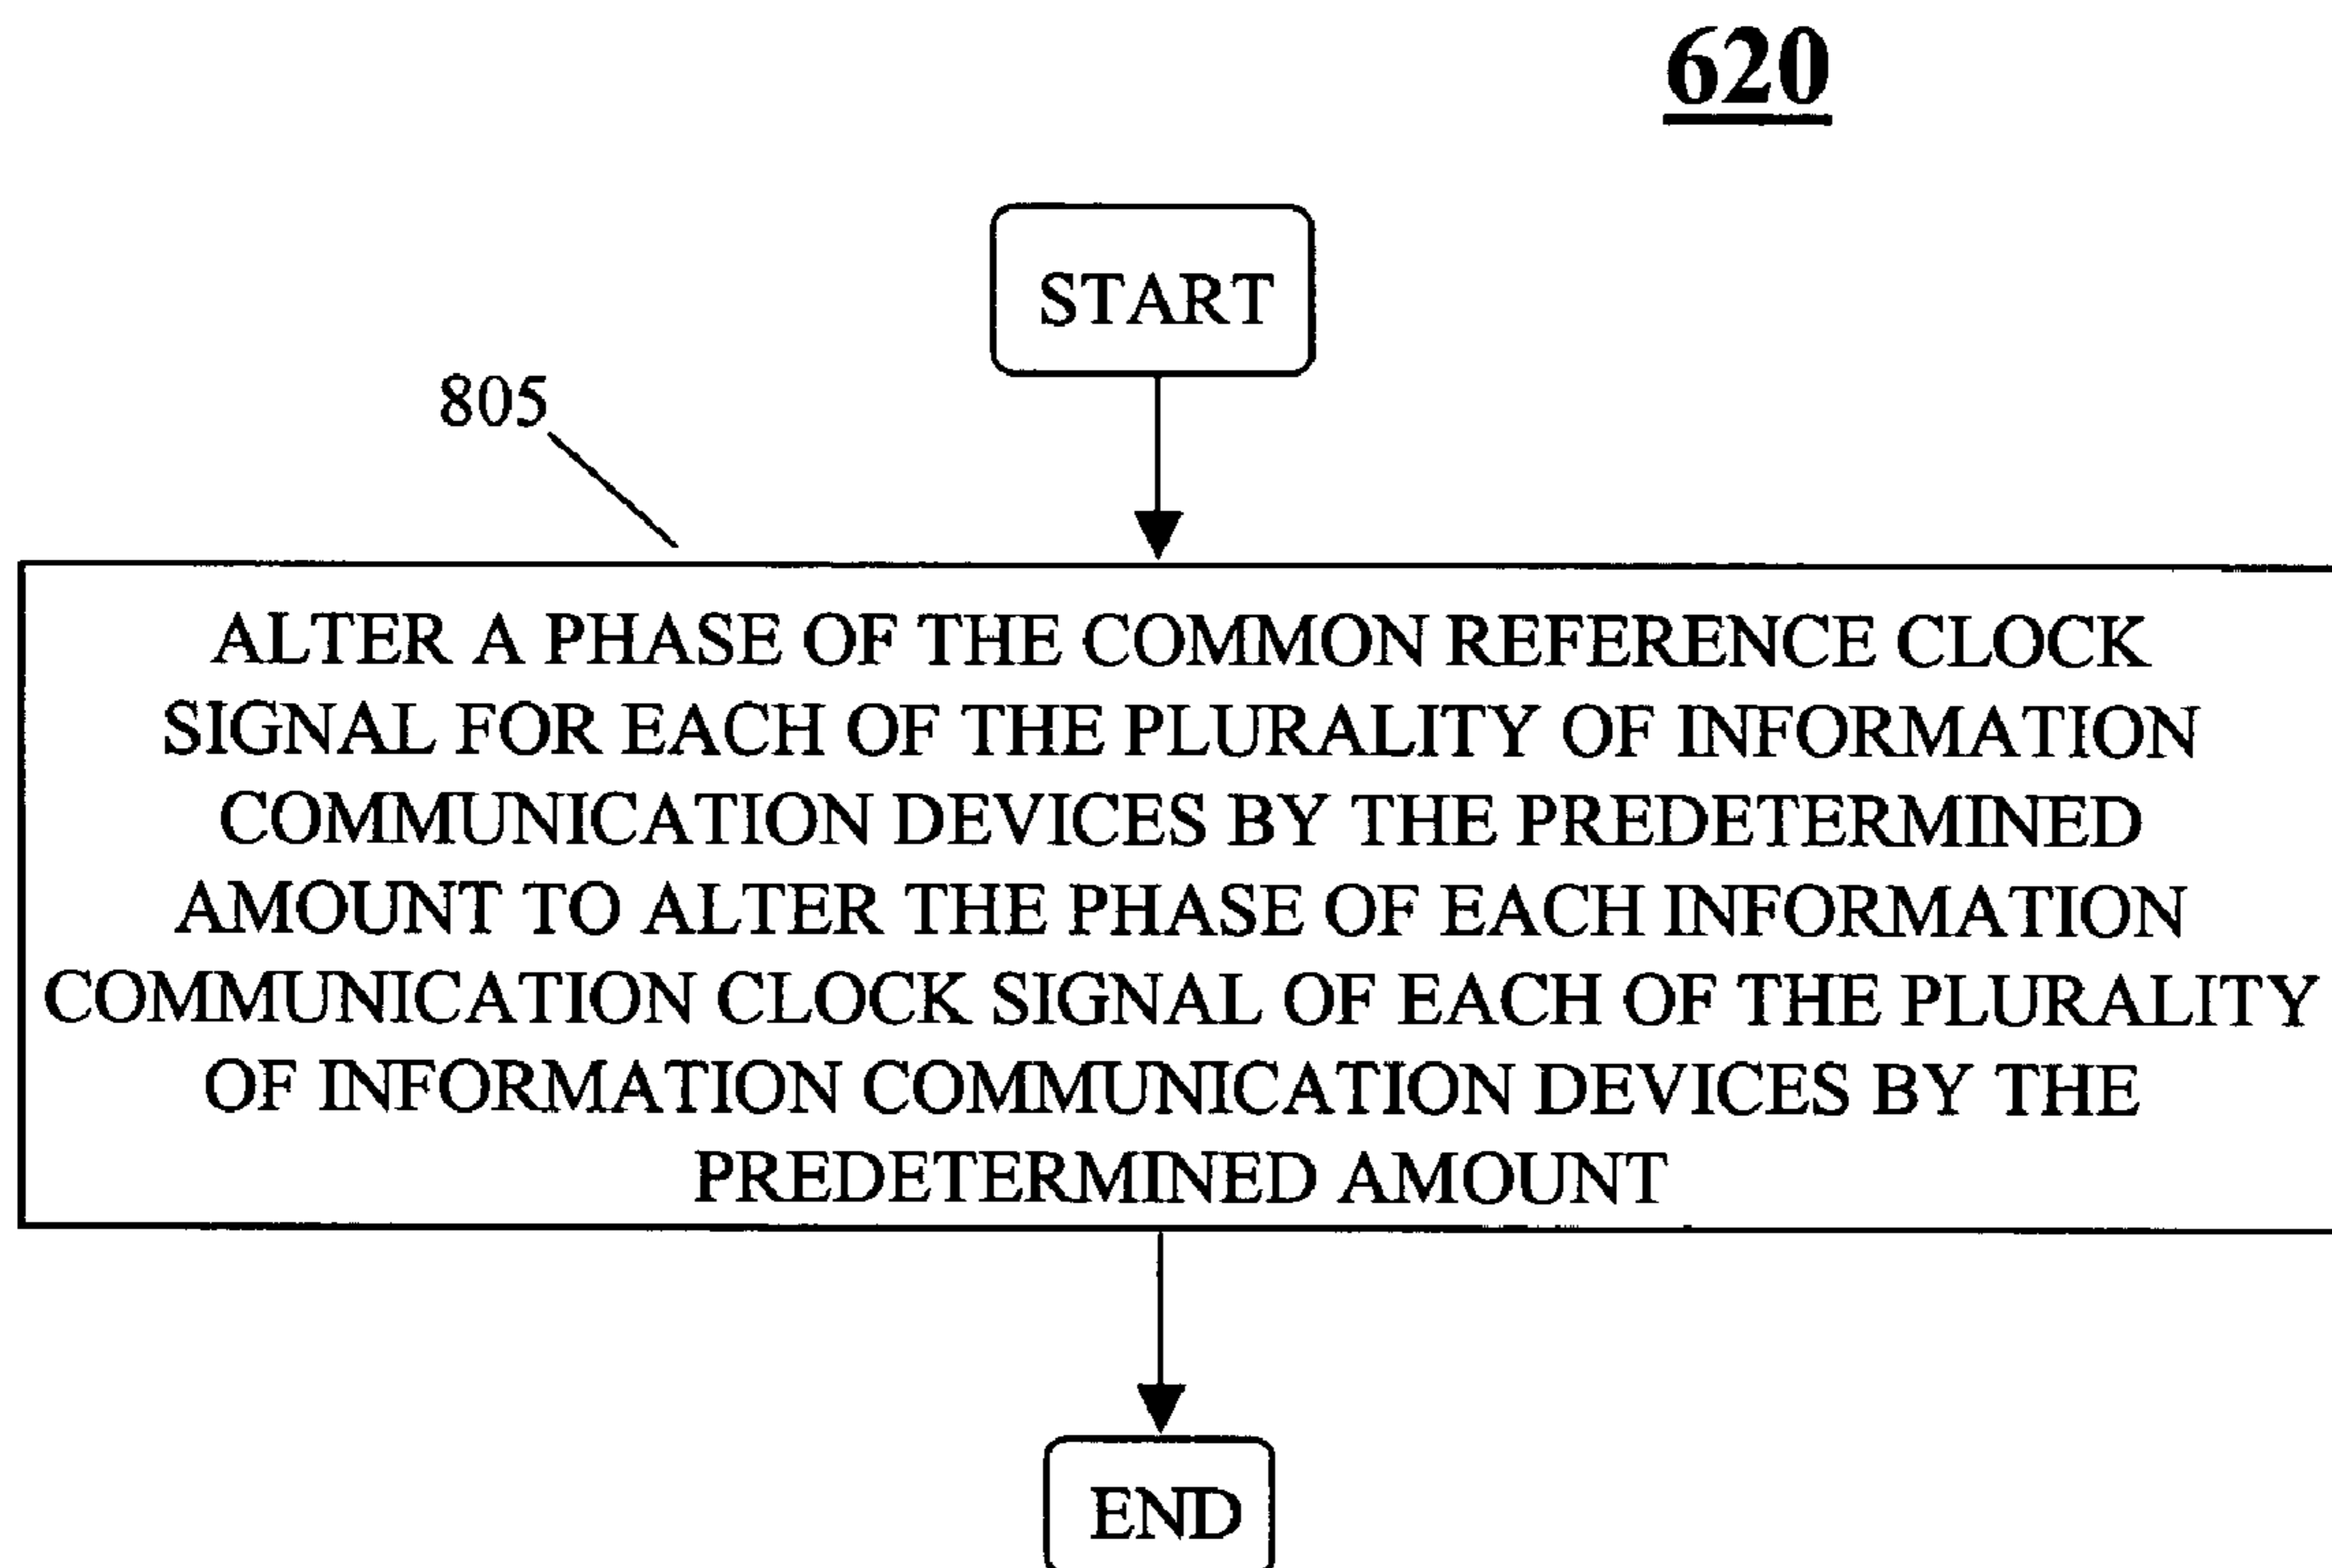 620
START
805
ALTER A PHASE OF THE COMMON REFERENCE CLOCK
SIGNAL FOR EACH OF THE PLURALITY OF INFORMATION
COMMUNICATION DEVICES BY THE PREDETERMINED
AMOUNT TO ALTER THE PHASE OF EACH INFORMATION
COMMUNICATION CLOCK SIGNAL OF EACH OF THE PLURALITY
OF INFORMATION COMMUNICATION DEVICES BY THE
PREDETERMINED AMOUNT
END